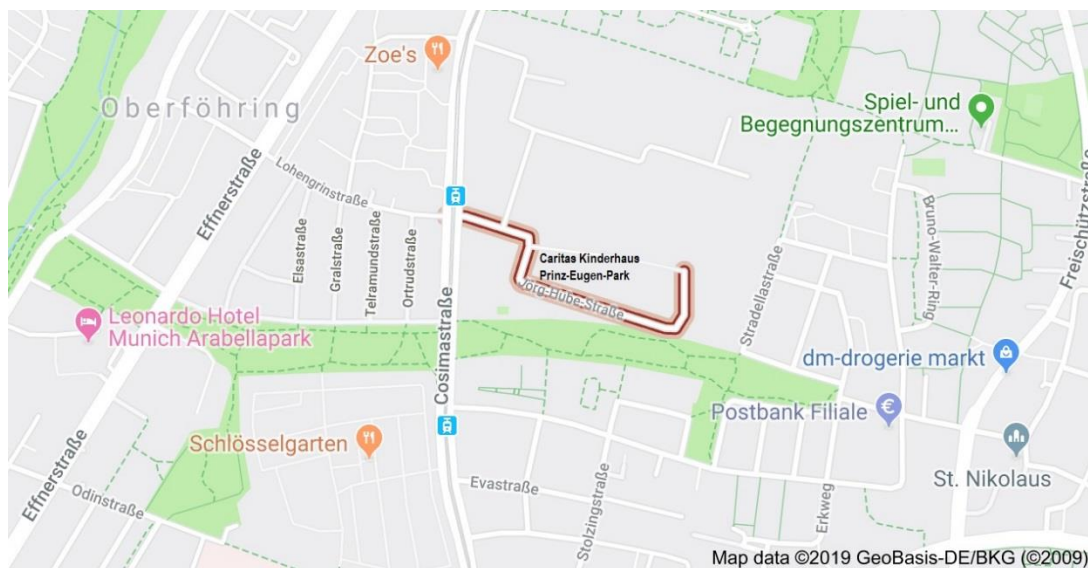 Zoe's
Oberföhring
Spiel- und
Begegnungszentrum...
Effnerstraße
Lohengrinstraße
Elsastraße
Gralstraße
Telramundstraße
Ortrudstraße
Caritas Kinderhaus
Prinz-Eugen-Park
Jörg-Hube-Straße
Stradellastraße
Bruno-Walter-Ring
Freischützstraße
Leonardo Hotel
Munich Arabellapark
Cosimastraße
dm-drogerie markt
Postbank Filiale
Schlösselgarten
St. Nikolaus
Effnerstraße
Odinstraße
Evastraße
Stolzingstraße
Erkweg
Map data ©2019 GeoBasis-DE/BKG (©2009)